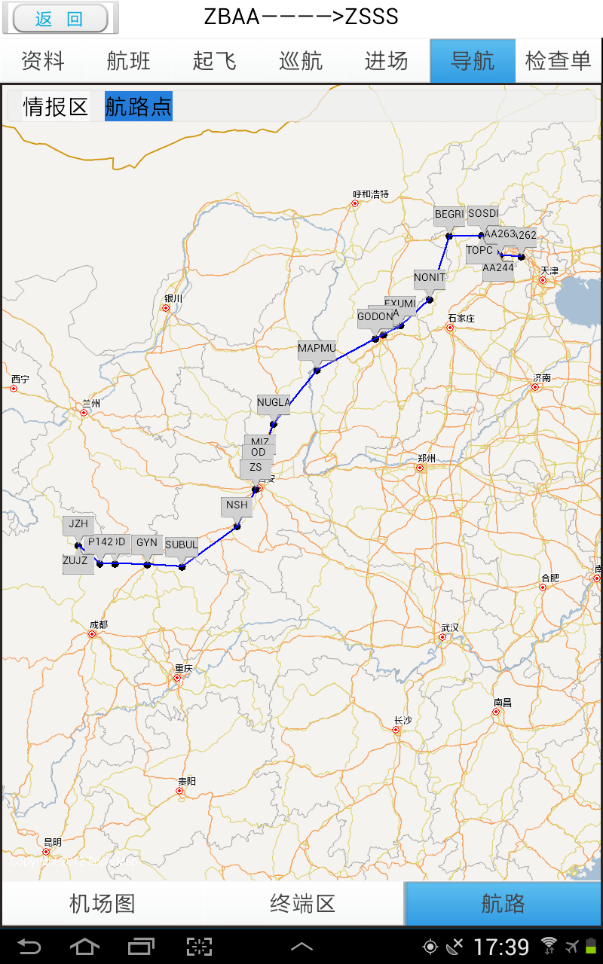 返 回
ZBAA————>ZSSS
资料 航班 起飞 巡航 进场 导航 检查单
情报区 航路点
呼和浩特
BEGRI SOSDI
AA263 A262
TOPC
AA244
天津
NONIT
银川
EXUMI
GODON A
石家庄
MAPMU
西宁
济南
兰州
NUGLA
MIZ
OD
郑州
ZS
安
NSH
JZH
P142 OD GYN SUBUL
ZUJZ
合肥
南
成都
武汉
重庆
南昌
长沙
贵阳
昆明
机场图 终端区 航路
17:39